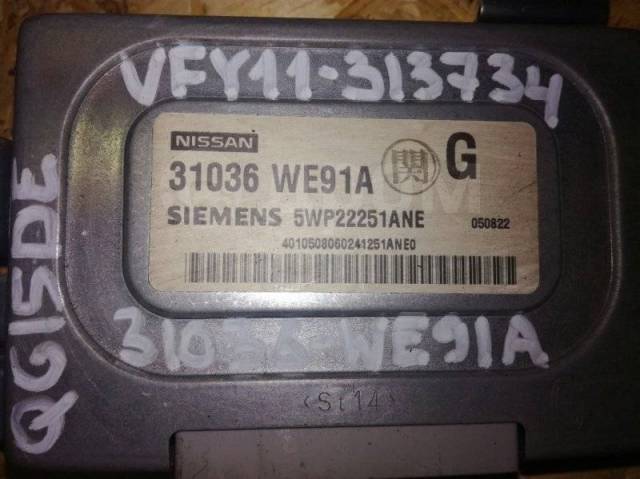 VFY11-313734
NISSAN
31036 WE91A 関 G
SIEMENS 5WP22251ANE 050822
4010508060241251ANE0
31036-WE91A
<St14>
QG15DE